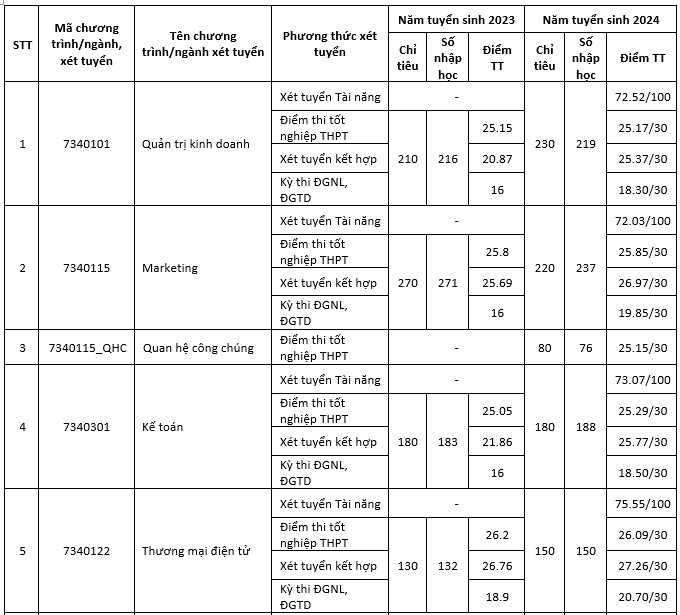 STT Mã chương trình/ngành, xét tuyển Tên chương trình/ngành xét tuyển Phương thức xét tuyển Năm tuyển sinh 2023 Năm tuyển sinh 2024
Chỉ tiêu Số nhập học Điểm TT Chỉ tiêu Số nhập học Điểm TT
1 7340101 Quản trị kinh doanh
Xét tuyển Tài năng - 72.52/100
Điểm thi tốt nghiệp THPT 25.15 25.17/30
Xét tuyển kết hợp 210 216 20.87 230 219 25.37/30
Kỳ thi ĐGNL, ĐGTD 16 18.30/30
2 7340115 Marketing
Xét tuyển Tài năng - 72.03/100
Điểm thi tốt nghiệp THPT 25.8 25.85/30
Xét tuyển kết hợp 270 271 25.69 220 237 26.97/30
Kỳ thi ĐGNL, ĐGTD 16 19.85/30
3 7340115_QHC Quan hệ công chúng Điểm thi tốt nghiệp THPT - 80 76 25.15/30
4 7340301 Kế toán
Xét tuyển Tài năng - 73.07/100
Điểm thi tốt nghiệp THPT 25.05 25.29/30
Xét tuyển kết hợp 180 183 21.86 180 188 25.77/30
Kỳ thi ĐGNL, ĐGTD 16 18.50/30
5 7340122 Thương mại điện tử
Xét tuyển Tài năng - 75.55/100
Điểm thi tốt nghiệp THPT 26.2 26.09/30
Xét tuyển kết hợp 130 132 26.76 150 150 27.26/30
Kỳ thi ĐGNL, ĐGTD 18.9 20.70/30